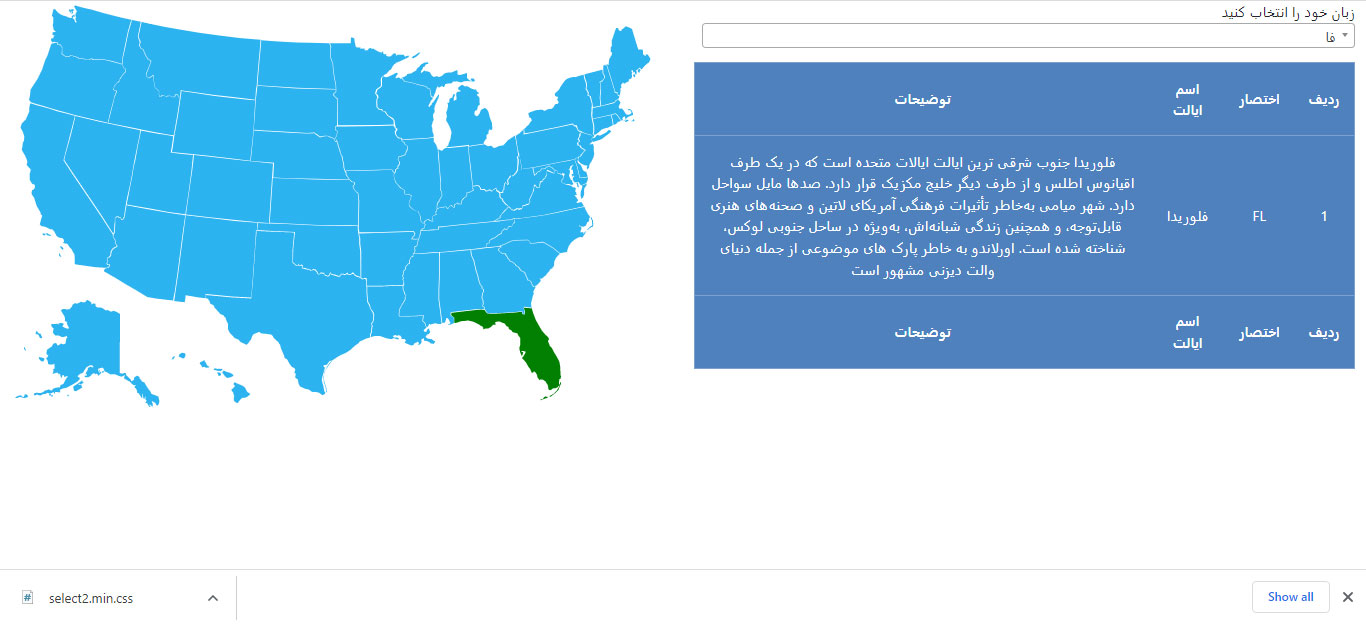 زبان خود را انتخاب کنید
فا
ردیف
اختصار
اسم
ایالت
توضیحات
1
FL
فلوریدا
فلوریدا جنوب شرقی ترین ایالت ایالات متحده است که در یک طرف
اقیانوس اطلس و از طرف دیگر خلیج مکزیک قرار دارد. صدها مایل سواحل
دارد. شهر میامی به‌خاطر تأثیرات فرهنگی آمریکای لاتین و صحنه‌های هنری
قابل‌توجه، و همچنین زندگی شبانه‌اش، به‌ویژه در ساحل جنوبی لوکس،
شناخته شده است. اورلاندو به خاطر پارک های موضوعی از جمله دنیای
والت دیزنی مشهور است
ردیف
اختصار
اسم
ایالت
توضیحات
select2.min.css
Show all